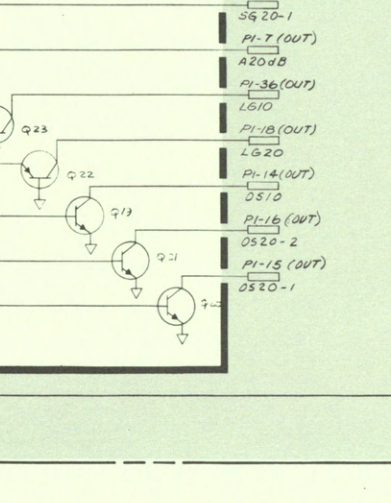 SG20-1
P1-7(OUT)
A20dB
P1-36(OUT)
LG10
Q23
P1-18(OUT)
LG20
Q22
P1-14(OUT)
OS10
Q19
P1-16(OUT)
OS20-2
P1-15(OUT)
OS20-1